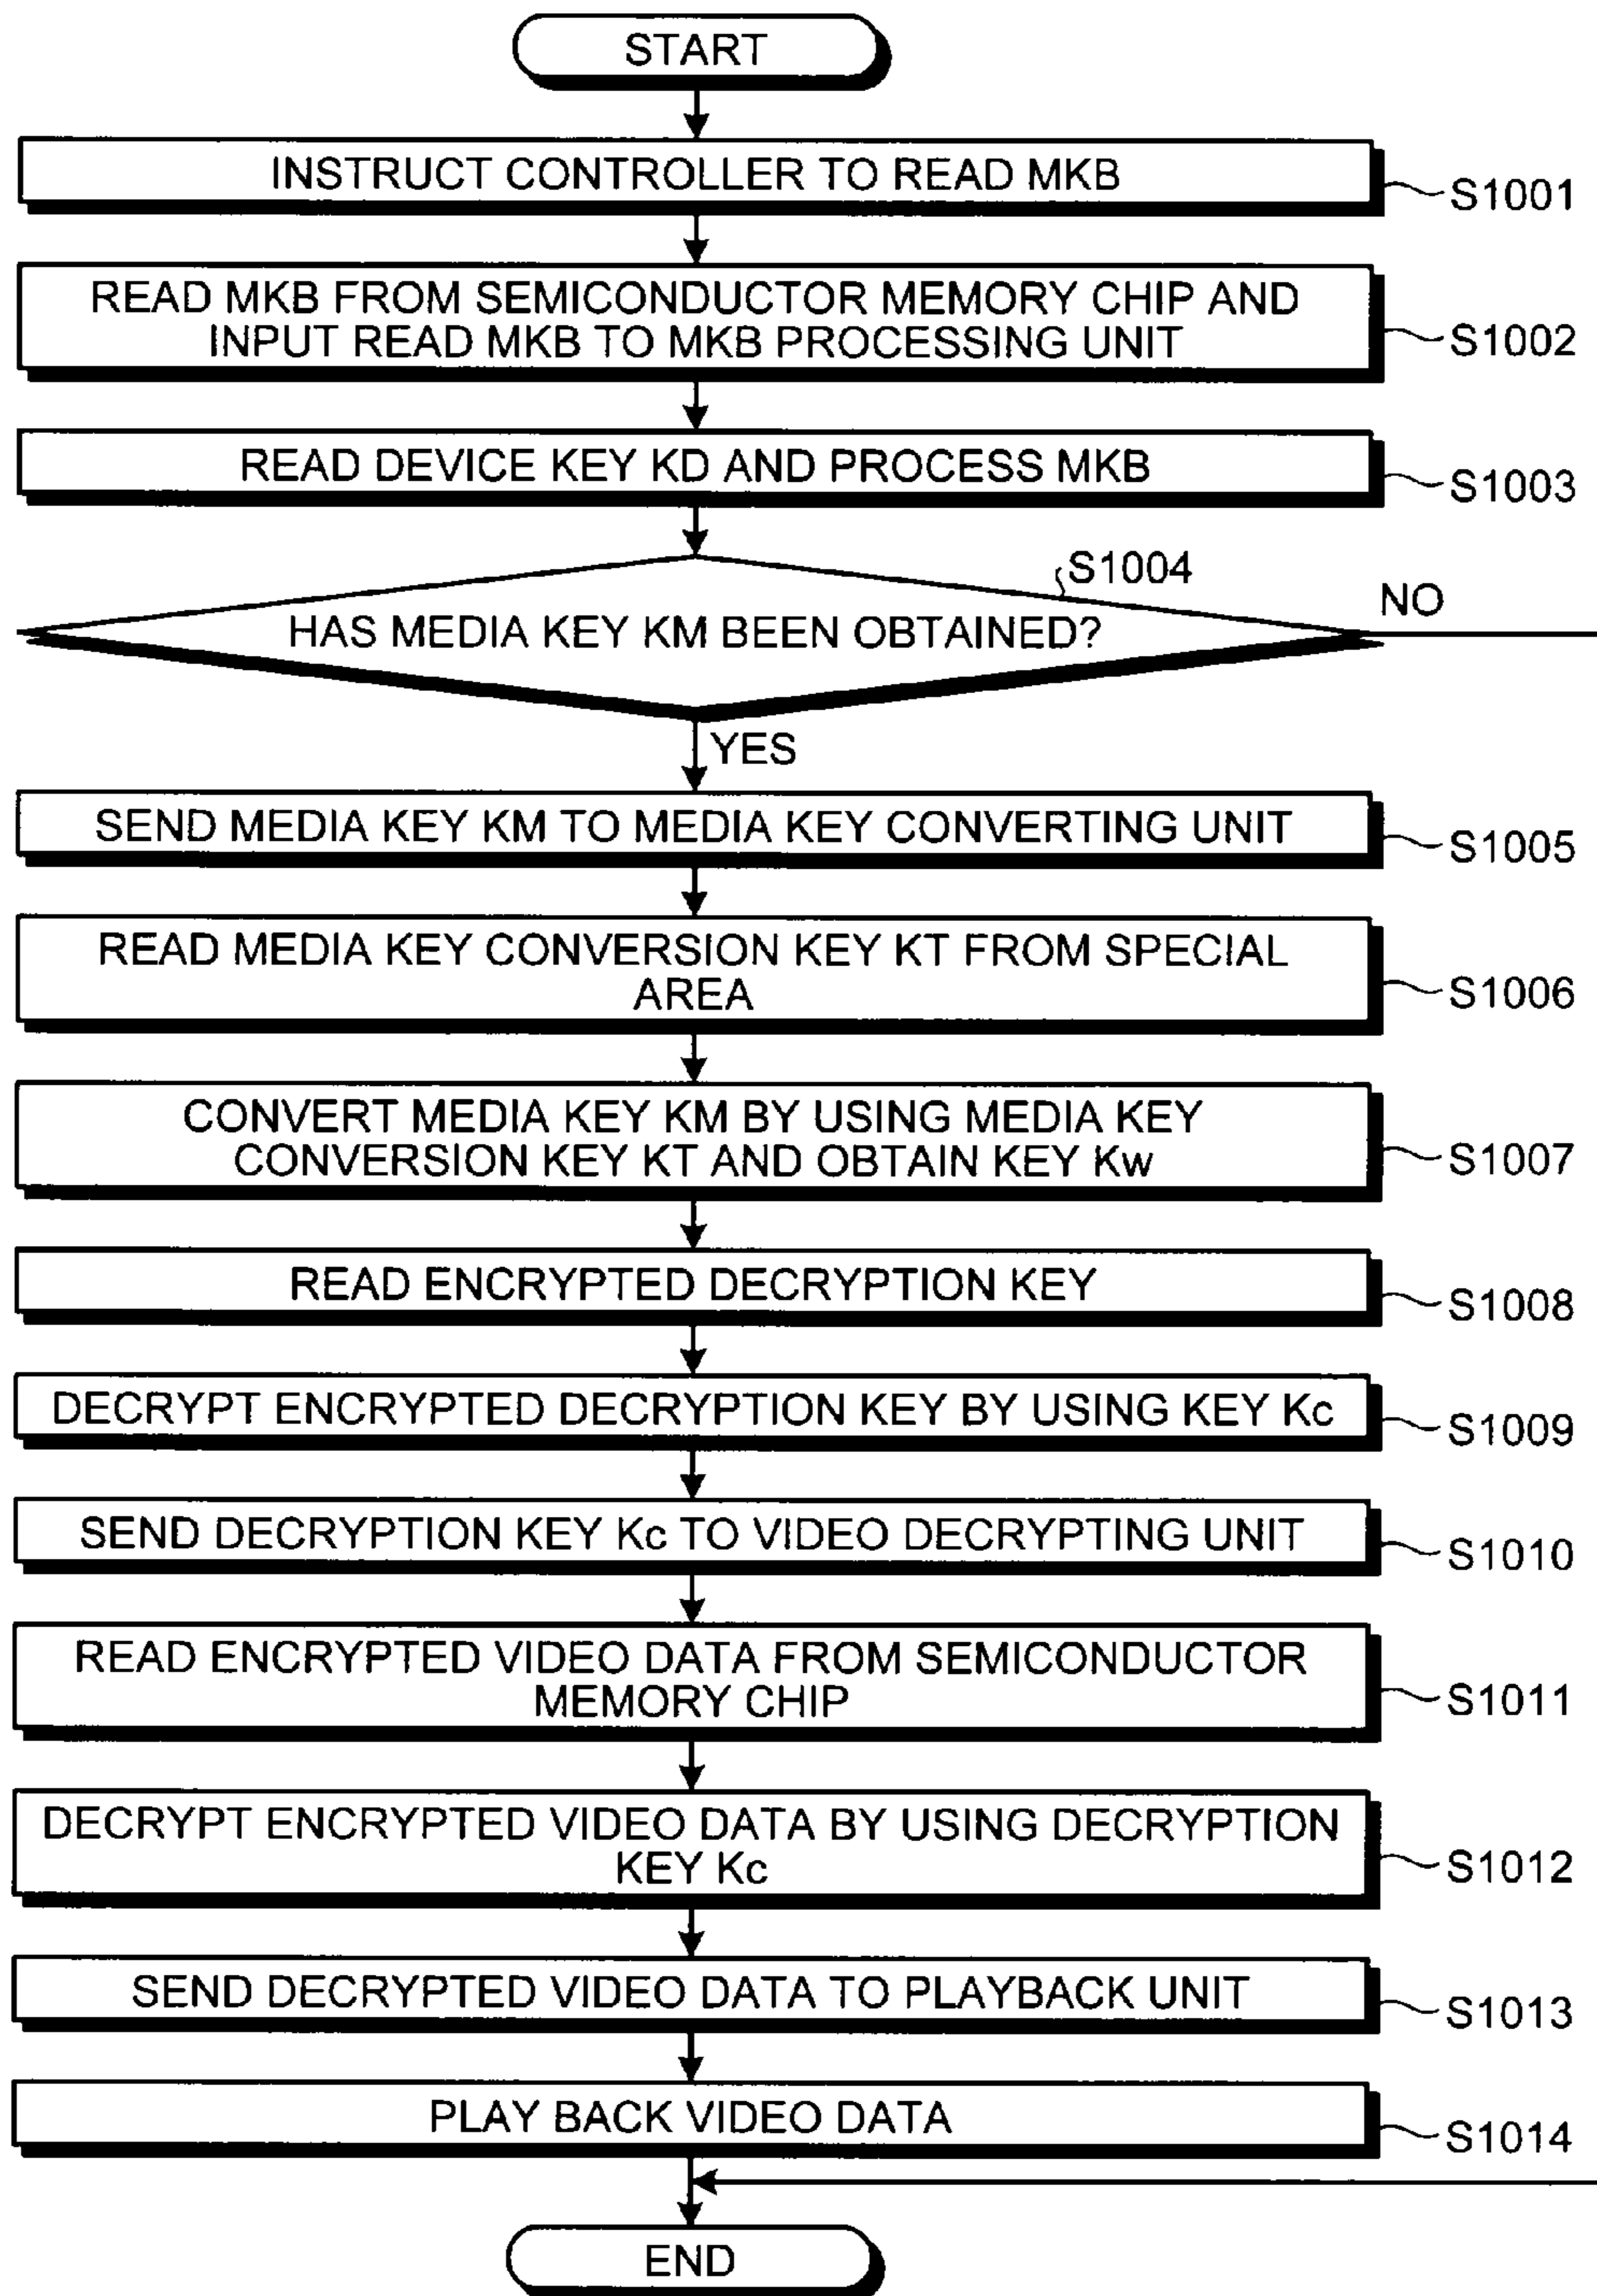 START
INSTRUCT CONTROLLER TO READ MKB
S1001
READ MKB FROM SEMICONDUCTOR MEMORY CHIP AND
INPUT READ MKB TO MKB PROCESSING UNIT
S1002
READ DEVICE KEY KD AND PROCESS MKB
S1003
S1004
HAS MEDIA KEY KM BEEN OBTAINED?
NO
YES
SEND MEDIA KEY KM TO MEDIA KEY CONVERTING UNIT
S1005
READ MEDIA KEY CONVERSION KEY KT FROM SPECIAL
AREA
S1006
CONVERT MEDIA KEY KM BY USING MEDIA KEY
CONVERSION KEY KT AND OBTAIN KEY Kw
S1007
READ ENCRYPTED DECRYPTION KEY
S1008
DECRYPT ENCRYPTED DECRYPTION KEY BY USING KEY Kc
S1009
SEND DECRYPTION KEY Kc TO VIDEO DECRYPTING UNIT
S1010
READ ENCRYPTED VIDEO DATA FROM SEMICONDUCTOR
MEMORY CHIP
S1011
DECRYPT ENCRYPTED VIDEO DATA BY USING DECRYPTION
KEY Kc
S1012
SEND DECRYPTED VIDEO DATA TO PLAYBACK UNIT
S1013
PLAY BACK VIDEO DATA
S1014
END